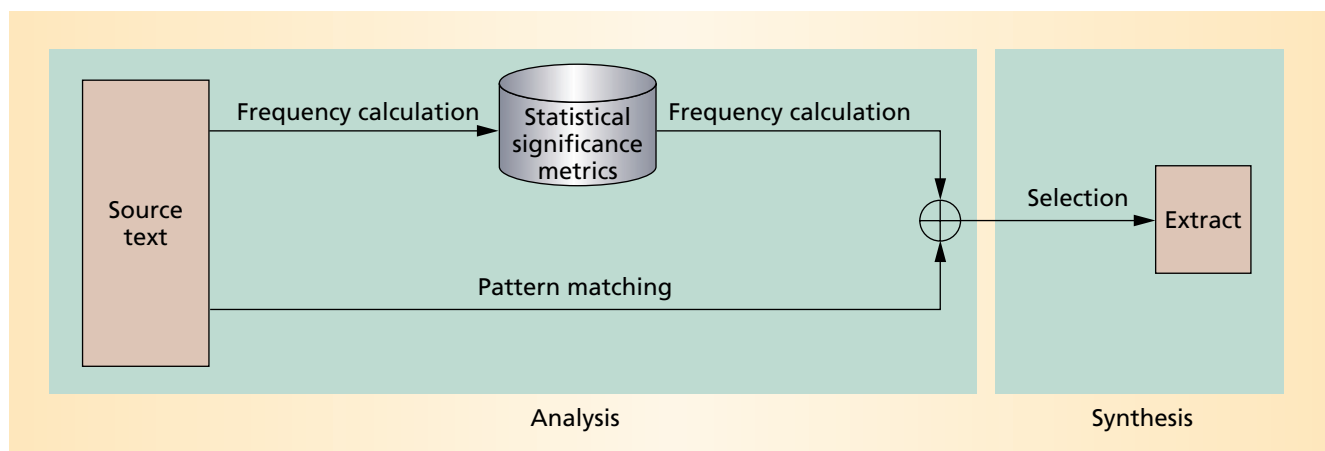 Frequency calculation
Statistical
significance
metrics
Frequency calculation
Source
text
Selection
Extract
Pattern matching
Analysis
Synthesis